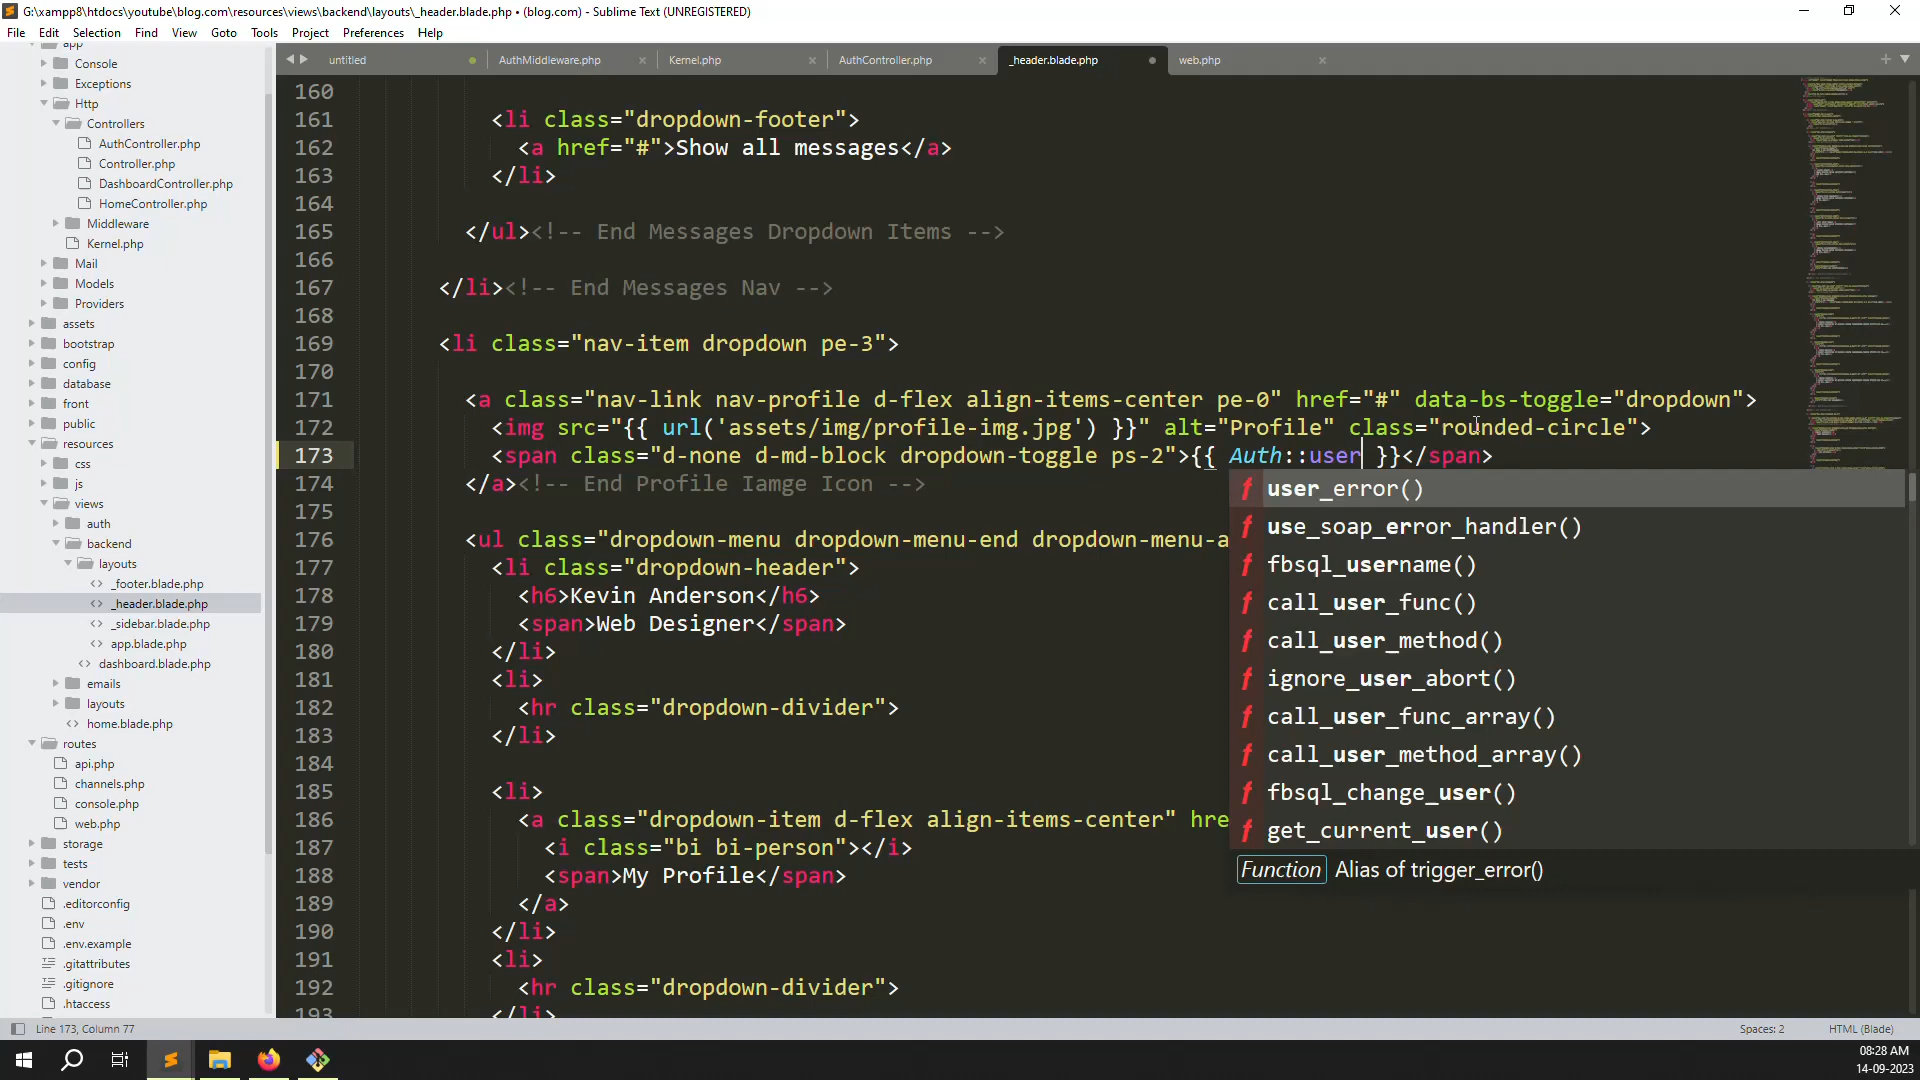 G:\xampp8\htdocs\youtube\blog.com\resources\views\backend\layouts\_header.blade.php • (blog.com) - Sublime Text (UNREGISTERED)
File Edit Selection Find View Goto Tools Project Preferences Help
app
Console
Exceptions
Http
Controllers
AuthController.php
Controller.php
DashboardController.php
HomeController.php
Middleware
Kernel.php
Mail
Models
Providers
assets
bootstrap
config
database
front
public
resources
css
js
views
auth
backend
layouts
_footer.blade.php
_header.blade.php
_sidebar.blade.php
app.blade.php
dashboard.blade.php
emails
layouts
home.blade.php
routes
api.php
channels.php
console.php
web.php
storage
tests
vendor
.editorconfig
.env
.env.example
.gitattributes
.gitignore
.htaccess
untitled AuthMiddleware.php Kernel.php AuthController.php _header.blade.php web.php
160
161 <li class="dropdown-footer">
162 <a href="#">Show all messages</a>
163 </li>
164
165 </ul><!-- End Messages Dropdown Items -->
166
167 </li><!-- End Messages Nav -->
168
169 <li class="nav-item dropdown pe-3">
170
171 <a class="nav-link nav-profile d-flex align-items-center pe-0" href="#" data-bs-toggle="dropdown">
172 <img src="{{ url('assets/img/profile-img.jpg') }}" alt="Profile" class="rounded-circle">
173 <span class="d-none d-md-block dropdown-toggle ps-2">{{ Auth::user }}</span>
174 </a><!-- End Profile Iamge Icon -->
175
176 <ul class="dropdown-menu dropdown-menu-end dropdown-menu-a
177 <li class="dropdown-header">
178 <h6>Kevin Anderson</h6>
179 <span>Web Designer</span>
180 </li>
181 <li>
182 <hr class="dropdown-divider">
183 </li>
184
185 <li>
186 <a class="dropdown-item d-flex align-items-center" hre
187 <i class="bi bi-person"></i>
188 <span>My Profile</span>
189 </a>
190 </li>
191 <li>
192 <hr class="dropdown-divider">
193 </li>
f user_error()
f use_soap_error_handler()
f fbsql_username()
f call_user_func()
f call_user_method()
f ignore_user_abort()
f call_user_func_array()
f call_user_method_array()
f fbsql_change_user()
f get_current_user()
Function Alias of trigger_error()
Line 173, Column 77 Spaces: 2 HTML (Blade)
08:28 AM
14-09-2023